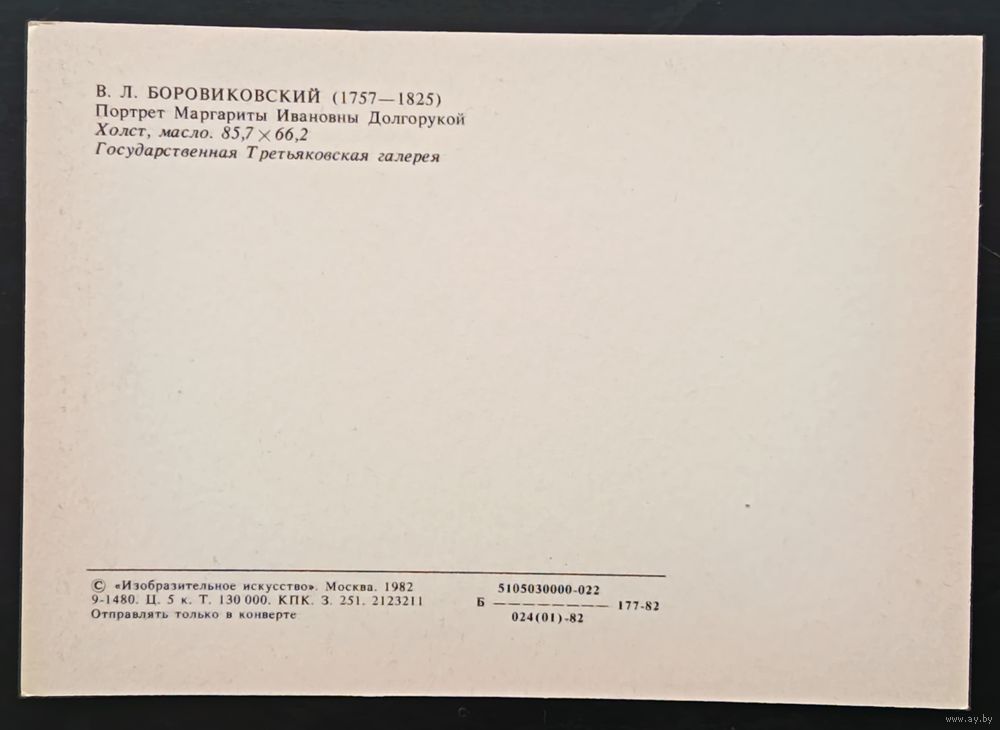 В. Л. БОРОВИКОВСКИЙ (1757—1825)
Портрет Маргариты Ивановны Долгорукой
Холст, масло. 85,7×66,2
Государственная Третьяковская галерея
© «Изобразительное искусство». Москва. 1982
9-1480. Ц. 5 к. Т. 130 000. КПК. З. 251. 2123211
Отправлять только в конверте
5105030000-022
Б ———————— 177-82
024(01)-82
www.ay.by